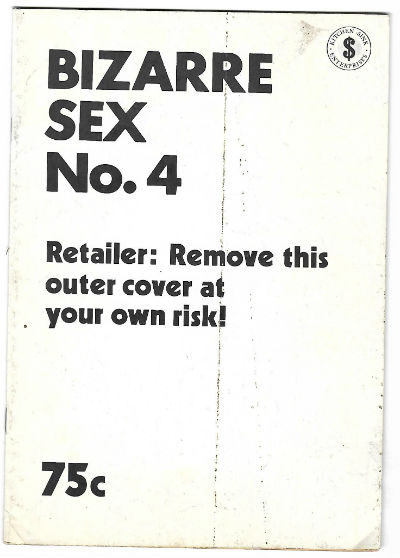 KITCHEN SINK
$
ENTERPRISES
BIZARRE
SEX
No. 4
Retailer: Remove this
outer cover at
your own risk!
75c